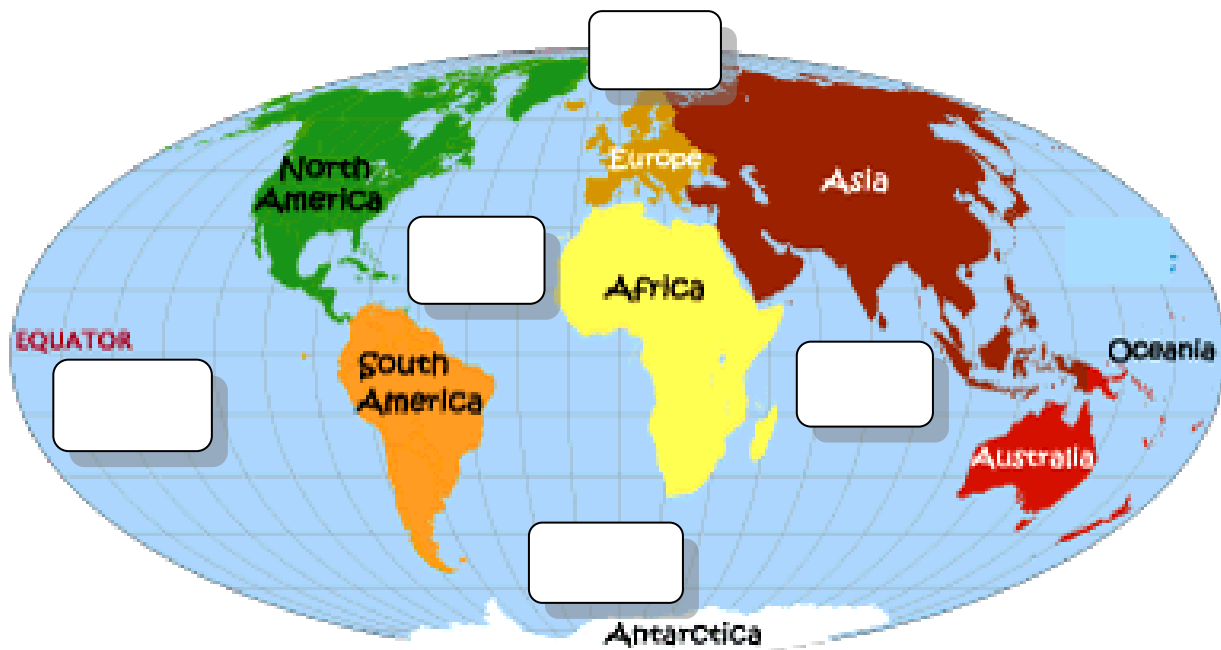 Europe
North
America
Asia
Africa
EQUATOR
Oceania
South
America
Australia
Antarctica